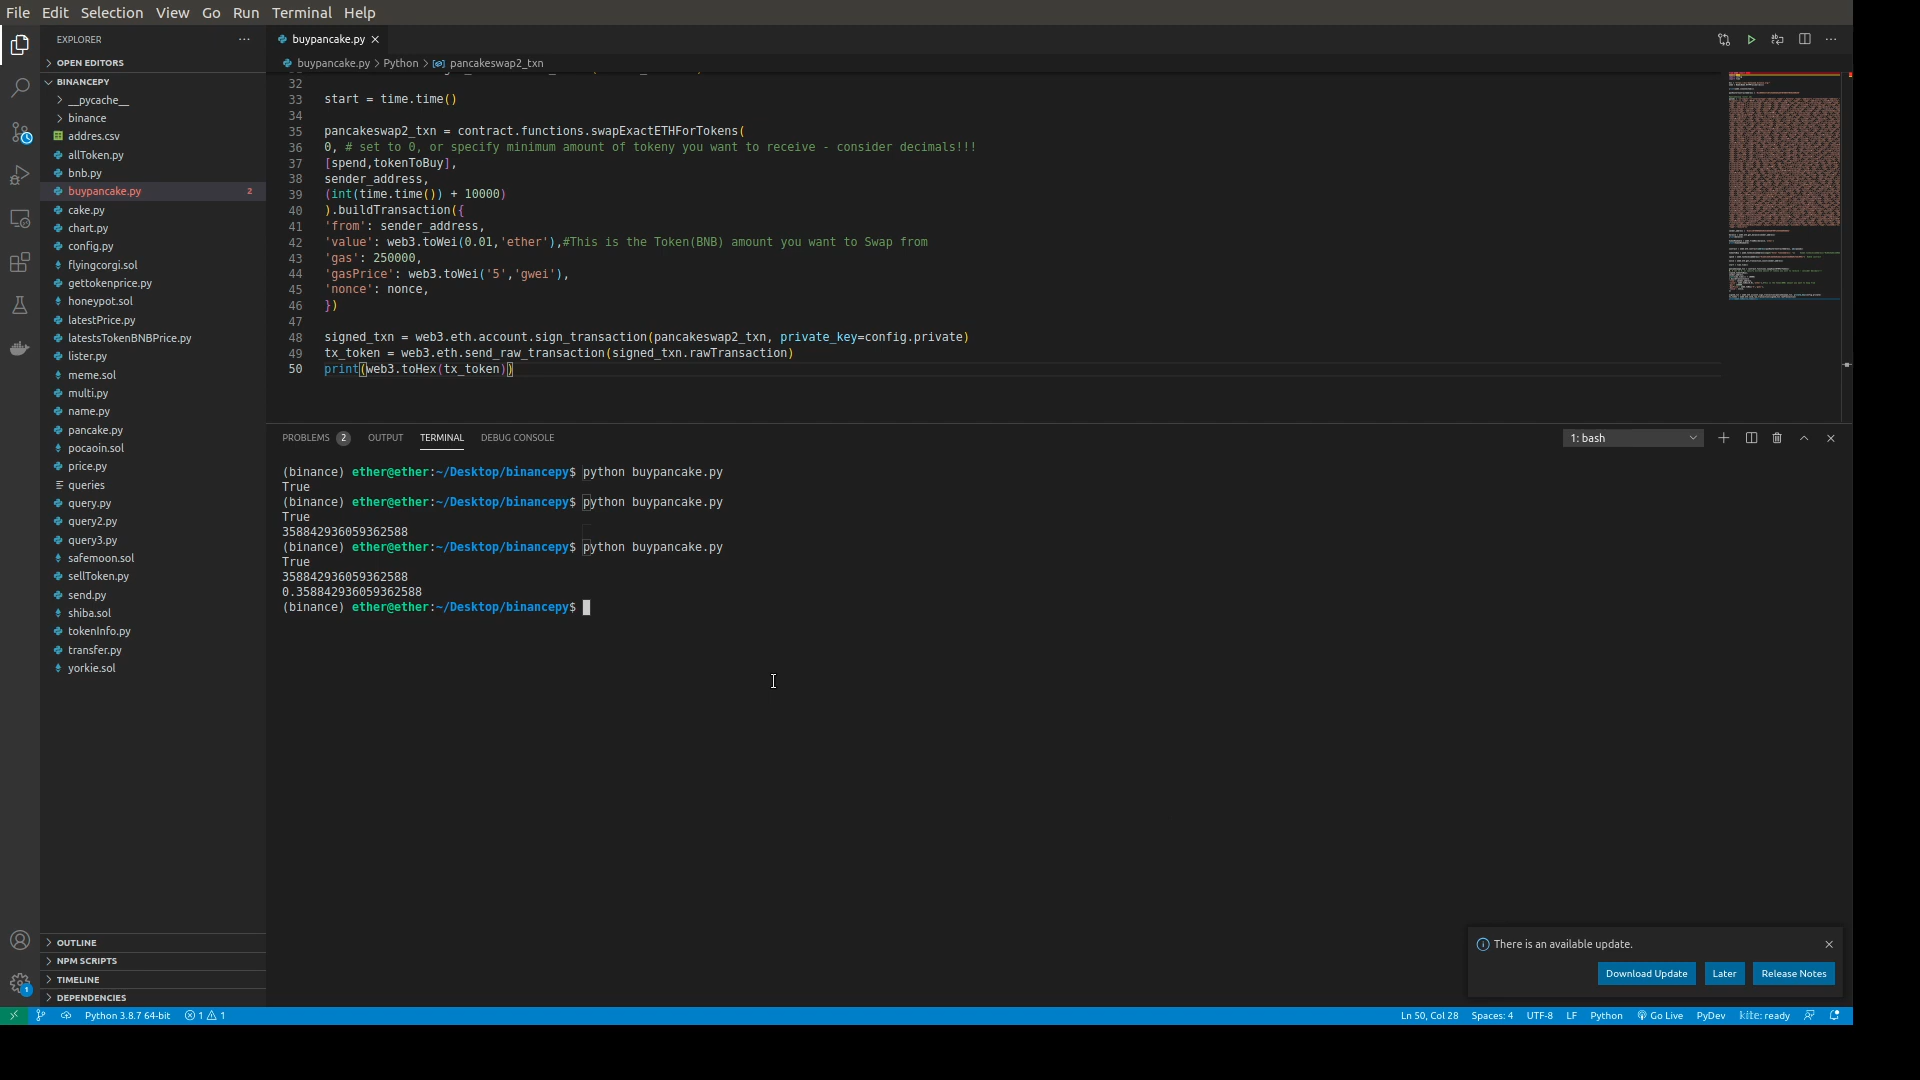 File Edit Selection View Go Run Terminal Help
EXPLORER
OPEN EDITORS
BINANCEPY
__pycache__
binance
addres.csv
allToken.py
bnb.py
buypancake.py 2
cake.py
chart.py
config.py
flyingcorgi.sol
gettokenprice.py
honeypot.sol
latestPrice.py
latestsTokenBNBPrice.py
lister.py
meme.sol
multi.py
name.py
pancake.py
pocaoin.sol
price.py
queries
query.py
query2.py
query3.py
safemoon.sol
sellToken.py
send.py
shiba.sol
tokenInfo.py
transfer.py
yorkie.sol
OUTLINE
NPM SCRIPTS
TIMELINE
DEPENDENCIES
buypancake.py
buypancake.py > Python > pancakeswap2_txn
32
33 start = time.time()
34
35 pancakeswap2_txn = contract.functions.swapExactETHForTokens(
36 0, # set to 0, or specify minimum amount of tokeny you want to receive - consider decimals!!!
37 [spend,tokenToBuy],
38 sender_address,
39 (int(time.time()) + 10000)
40 ).buildTransaction({
41 'from': sender_address,
42 'value': web3.toWei(0.01,'ether'),#This is the Token(BNB) amount you want to Swap from
43 'gas': 250000,
44 'gasPrice': web3.toWei('5','gwei'),
45 'nonce': nonce,
46 })
47
48 signed_txn = web3.eth.account.sign_transaction(pancakeswap2_txn, private_key=config.private)
49 tx_token = web3.eth.send_raw_transaction(signed_txn.rawTransaction)
50 print(web3.toHex(tx_token))
PROBLEMS 2 OUTPUT TERMINAL DEBUG CONSOLE 1: bash
(binance) ether@ether:~/Desktop/binancepy$ python buypancake.py
True
(binance) ether@ether:~/Desktop/binancepy$ python buypancake.py
True
358842936059362588
(binance) ether@ether:~/Desktop/binancepy$ python buypancake.py
True
358842936059362588
0.358842936059362588
(binance) ether@ether:~/Desktop/binancepy$
There is an available update.
Download Update Later Release Notes
1
Python 3.8.7 64-bit 1 1 Ln 50, Col 28 Spaces: 4 UTF-8 LF Python Go Live PyDev kite: ready